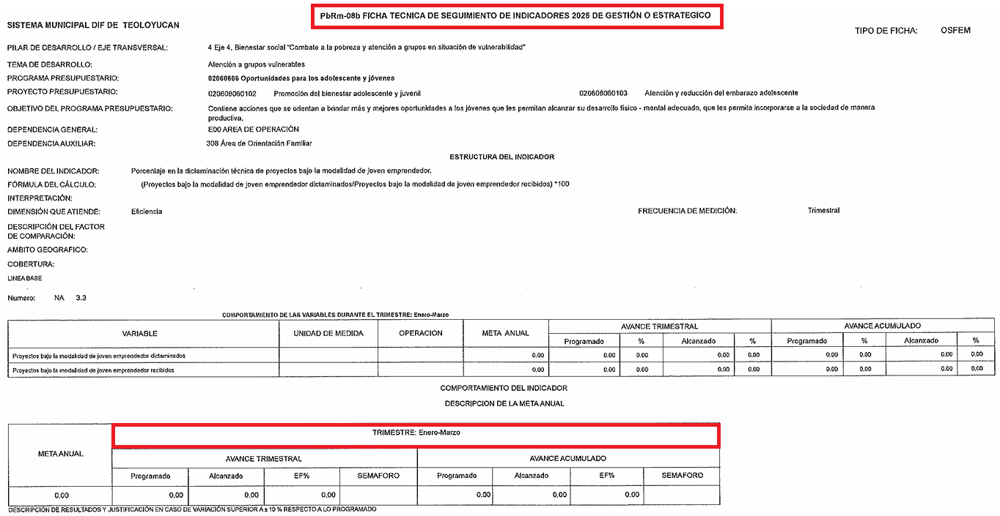 PbRm-08b FICHA TECNICA DE SEGUIMIENTO DE INDICADORES 2025 DE GESTIÓN O ESTRATEGICO
SISTEMA MUNICIPAL DIF DE TEOLOYUCAN
TIPO DE FICHA: OSFEM
PILAR DE DESARROLLO / EJE TRANSVERSAL: 4 Eje 4. Bienestar social "Combate a la pobreza y atención a grupos en situación de vulnerabilidad"
TEMA DE DESARROLLO: Atención a grupos vulnerables
PROGRAMA PRESUPUESTARIO: 02060806 Oportunidades para los adolescente y jóvenes
PROYECTO PRESUPUESTARIO: 020608060102 Promoción del bienestar adolescente y juvenil 020608060103 Atención y reducción del embarazo adolescente
OBJETIVO DEL PROGRAMA PRESUPUESTARIO: Contiene acciones que se orientan a brindar más y mejores oportunidades a los jóvenes que les permitan alcanzar su desarrollo físico - mental adecuado, que les permita incorporarse a la sociedad de manera
productiva.
DEPENDENCIA GENERAL: E00 AREA DE OPERACIÓN
DEPENDENCIA AUXILIAR: 308 Área de Orientación Familiar
ESTRUCTURA DEL INDICADOR
NOMBRE DEL INDICADOR: Porcentaje en la dictaminación técnica de proyectos bajo la modalidad de joven emprendedor.
FÓRMULA DEL CÁLCULO: (Proyectos bajo la modalidad de joven emprendedor dictaminados/Proyectos bajo la modalidad de joven emprendedor recibidos) *100
INTERPRETACIÓN:
DIMENSIÓN QUE ATIENDE: Eficiencia FRECUENCIA DE MEDICIÓN: Trimestral
DESCRIPCIÓN DEL FACTOR
DE COMPARACIÓN:
AMBITO GEOGRAFICO:
COBERTURA:
LINEA BASE
Numero: NA 3.3
COMPORTAMIENTO DE LAS VARIABLES DURANTE EL TRIMESTRE: Enero-Marzo
VARIABLE UNIDAD DE MEDIDA OPERACION META ANUAL AVANCE TRIMESTRAL AVANCE ACUMULADO
Programado % Alcanzado % Programado % Alcanzado %
Proyectos bajo la modalidad de joven emprendedor dictaminados 0.00 0.00 0.00 0.00 0.00 0.00 0.00 0.00 0.00
Proyectos bajo la modalidad de joven emprendedor recibidos 0.00 0.00 0.00 0.00 0.00 0.00 0.00 0.00 0.00
COMPORTAMIENTO DEL INDICADOR
DESCRIPCION DE LA META ANUAL
META ANUAL TRIMESTRE: Enero-Marzo
AVANCE TRIMESTRAL AVANCE ACUMULADO
Programado Alcanzado EF% SEMAFORO Programado Alcanzado EF% SEMAFORO
0.00 0.00 0.00 0.00 0.00 0.00 0.00
DESCRIPCIÓN DE RESULTADOS Y JUSTIFICACIÓN EN CASO DE VARIACIÓN SUPERIOR A ± 10 % RESPECTO A LO PROGRAMADO